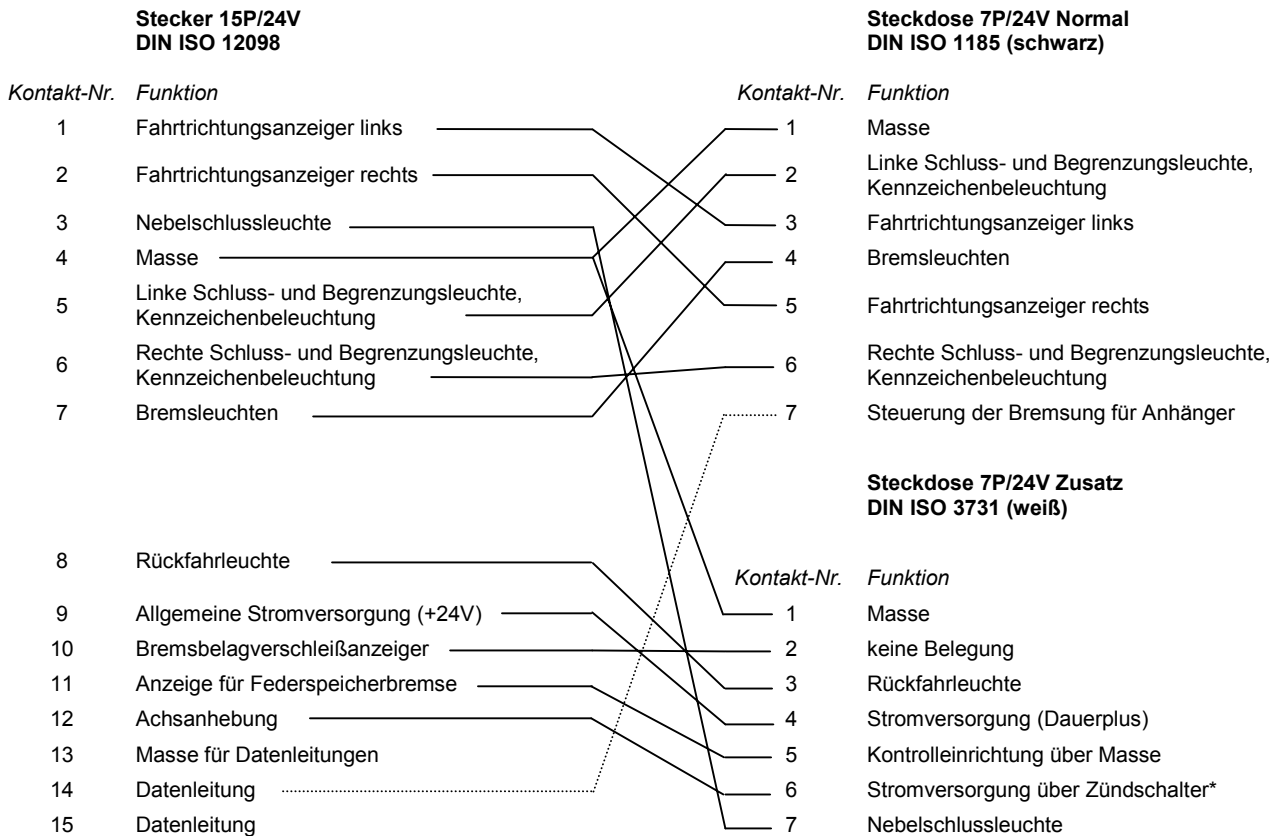 Stecker 15P/24V
DIN ISO 12098
Kontakt-Nr. Funktion
1 Fahrtrichtungsanzeiger links
2 Fahrtrichtungsanzeiger rechts
3 Nebelschlussleuchte
4 Masse
5 Linke Schluss- und Begrenzungsleuchte,
Kennzeichenbeleuchtung
6 Rechte Schluss- und Begrenzungsleuchte,
Kennzeichenbeleuchtung
7 Bremsleuchten
8 Rückfahrleuchte
9 Allgemeine Stromversorgung (+24V)
10 Bremsbelagverschleißanzeiger
11 Anzeige für Federspeicherbremse
12 Achsanhebung
13 Masse für Datenleitungen
14 Datenleitung
15 Datenleitung
Steckdose 7P/24V Normal
DIN ISO 1185 (schwarz)
Kontakt-Nr. Funktion
1 Masse
2 Linke Schluss- und Begrenzungsleuchte,
Kennzeichenbeleuchtung
3 Fahrtrichtungsanzeiger links
4 Bremsleuchten
5 Fahrtrichtungsanzeiger rechts
6 Rechte Schluss- und Begrenzungsleuchte,
Kennzeichenbeleuchtung
7 Steuerung der Bremsung für Anhänger
Steckdose 7P/24V Zusatz
DIN ISO 3731 (weiß)
Kontakt-Nr. Funktion
1 Masse
2 keine Belegung
3 Rückfahrleuchte
4 Stromversorgung (Dauerplus)
5 Kontrolleinrichtung über Masse
6 Stromversorgung über Zündschalter*
7 Nebelschlussleuchte